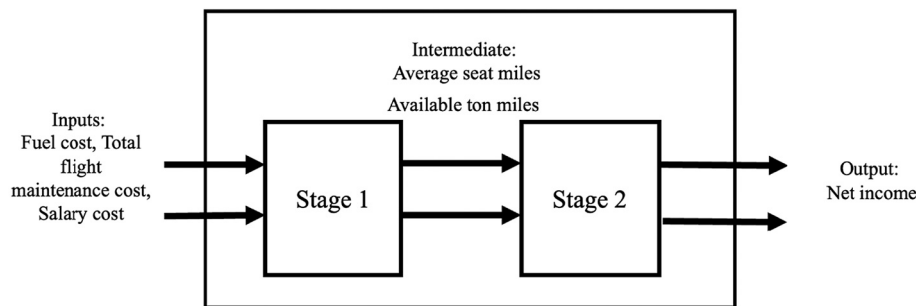 Intermediate:
Average seat miles
Available ton miles
Inputs:
Fuel cost, Total
flight
maintenance cost,
Salary cost
Stage 1
Stage 2
Output:
Net income